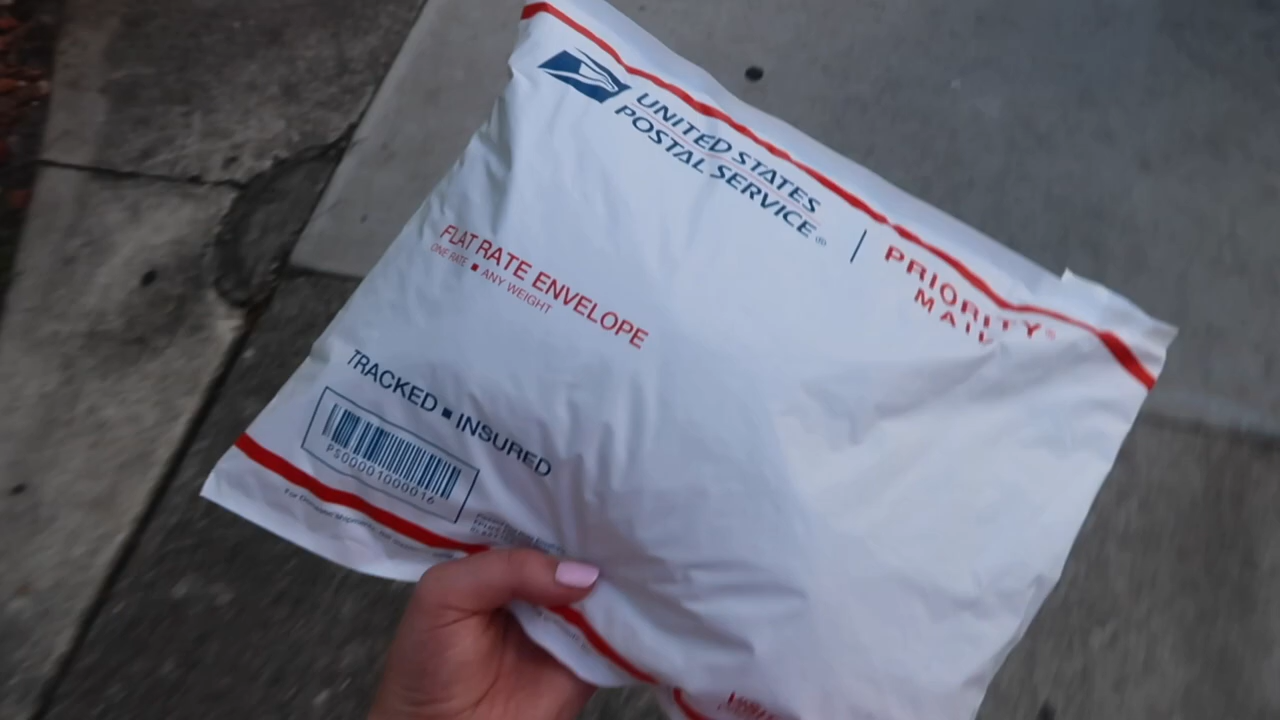 UNITED STATES
POSTAL SERVICE®
PRIORITY®
MAIL
FLAT RATE ENVELOPE
ONE RATE ■ ANY WEIGHT
TRACKED ■ INSURED
PS00001000016